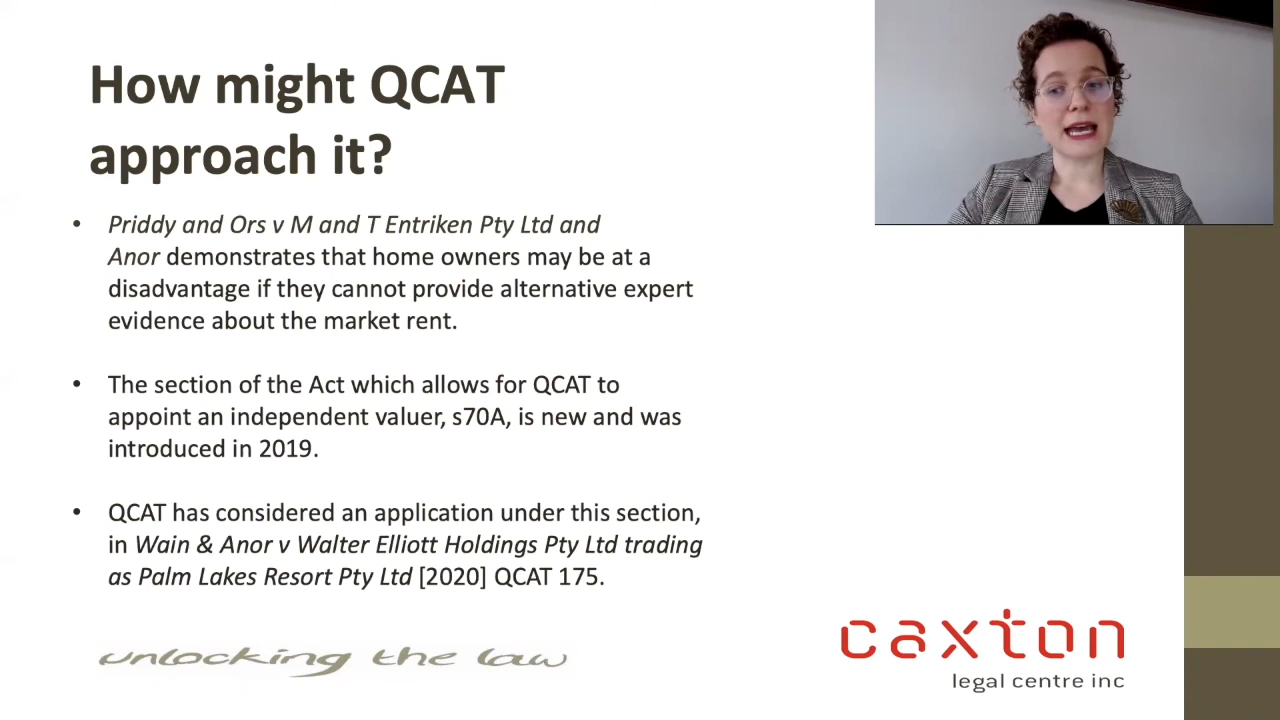 How might QCAT
approach it?
• Priddy and Ors v M and T Entriken Pty Ltd and
Anor demonstrates that home owners may be at a
disadvantage if they cannot provide alternative expert
evidence about the market rent.
• The section of the Act which allows for QCAT to
appoint an independent valuer, s70A, is new and was
introduced in 2019.
• QCAT has considered an application under this section,
in Wain & Anor v Walter Elliott Holdings Pty Ltd trading
as Palm Lakes Resort Pty Ltd [2020] QCAT 175.
unlocking the law
caxton
legal centre inc